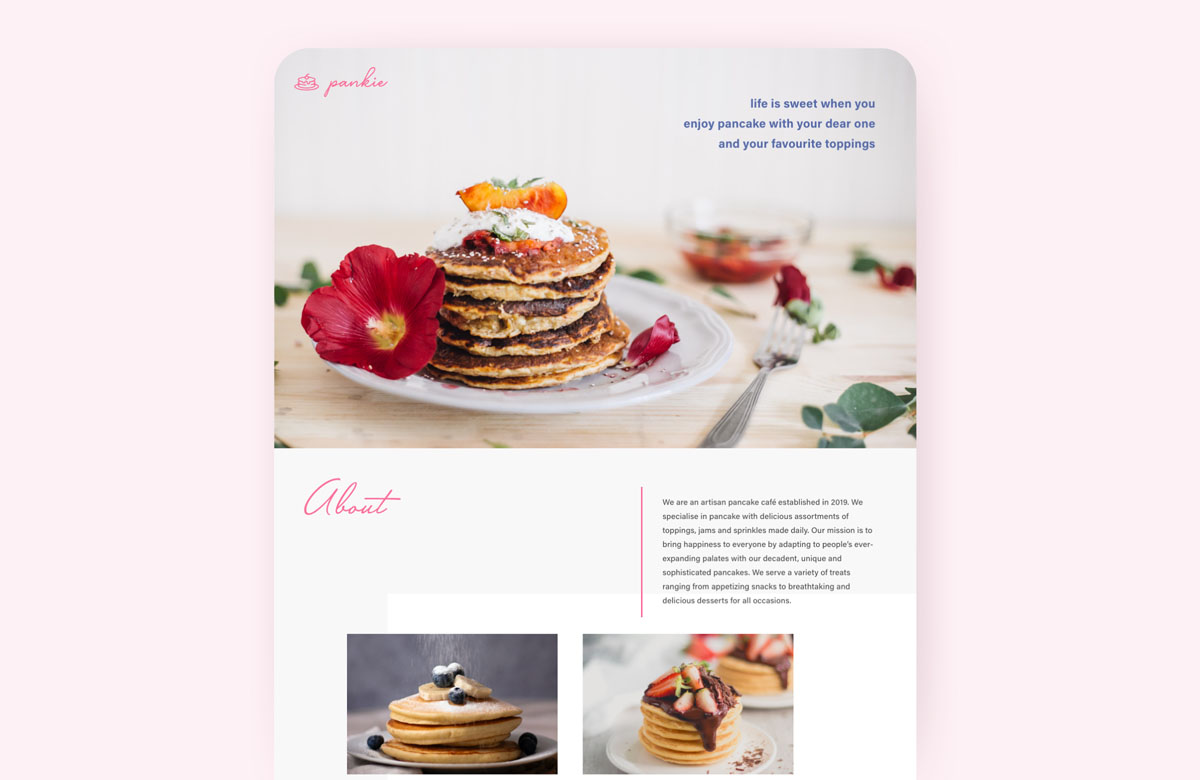 pankie
life is sweet when you
enjoy pancake with your dear one
and your favourite toppings
About
We are an artisan pancake café established in 2019. We
specialise in pancake with delicious assortments of
toppings, jams and sprinkles made daily. Our mission is to
bring happiness to everyone by adapting to people's ever-
expanding palates with our decadent, unique and
sophisticated pancakes. We serve a variety of treats
ranging from appetizing snacks to breathtaking and
delicious desserts for all occasions.